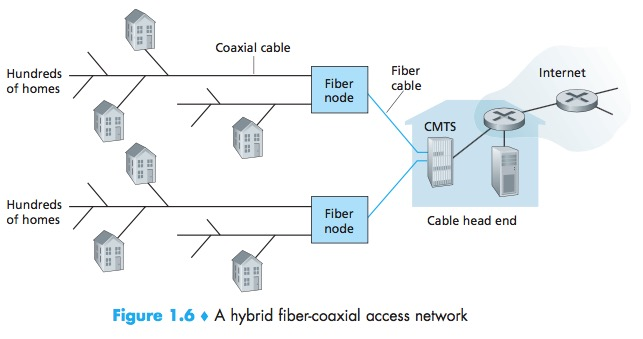 Coaxial cable
Hundreds
of homes
Fiber
node
Fiber
cable
Internet
CMTS
Hundreds
of homes
Fiber
node
Cable head end
Figure 1.6 ♦ A hybrid fiber-coaxial access network